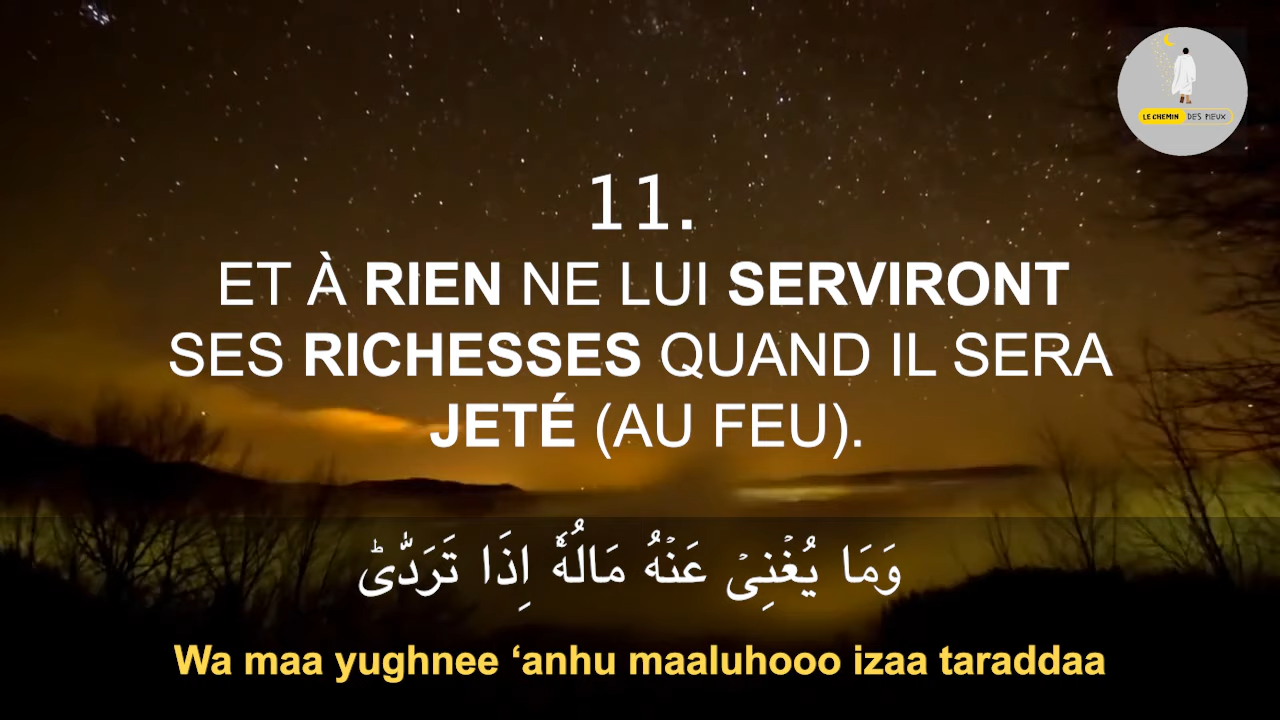 LE CHEMIN DES PIEUX
11.
ET À RIEN NE LUI SERVIRONT
SES RICHESSES QUAND IL SERA
JETÉ (AU FEU).
وَمَا يُغْنِىْ عَنْهُ مَالُهٗۤ اِذَا تَرَدّٰىؕ
Wa maa yughnee ‘anhu maaluhooo izaa taraddaa